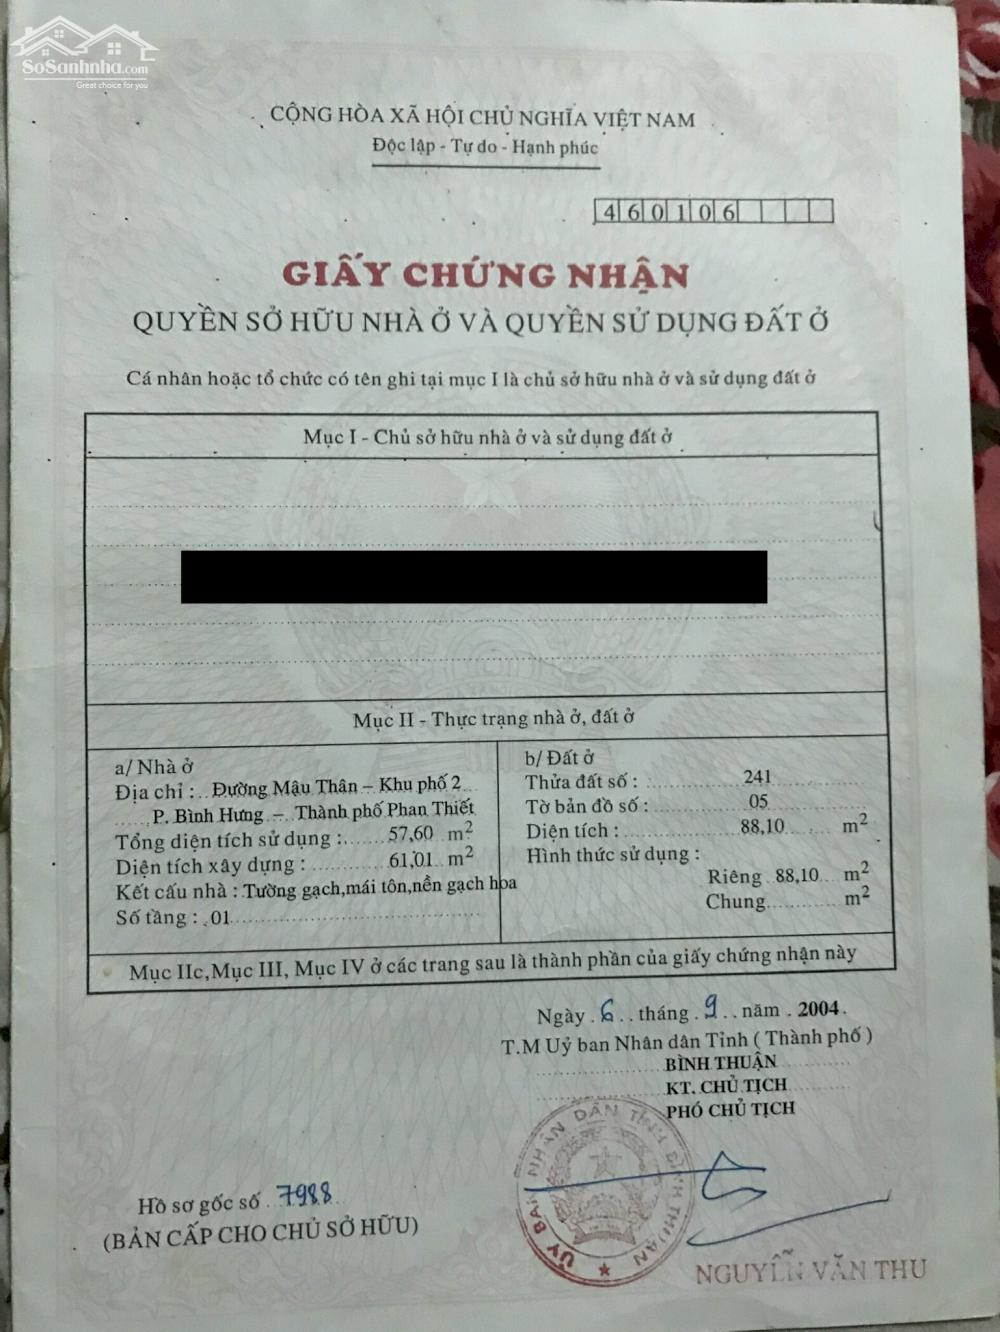 SoSanhnha.com
Great choice for you
CỘNG HÒA XÃ HỘI CHỦ NGHĨA VIỆT NAM
Độc lập - Tự do - Hạnh phúc
460106
GIẤY CHỨNG NHẬN
QUYỀN SỞ HỮU NHÀ Ở VÀ QUYỀN SỬ DỤNG ĐẤT Ở
Cá nhân hoặc tổ chức có tên ghi tại mục I là chủ sở hữu nhà ở và sử dụng đất ở
Mục I - Chủ sở hữu nhà ở và sử dụng đất ở
Mục II - Thực trạng nhà ở, đất ở
a/ Nhà ở
Địa chỉ : Đường Mậu Thân – Khu phố 2
P. Bình Hưng – Thành phố Phan Thiết
Tổng diện tích sử dụng : 57,60 m2
Diện tích xây dựng : 61,01 m2
Kết cấu nhà : Tường gạch,mái tôn,nền gạch hoa
Số tầng : 01
b/ Đất ở
Thửa đất số : 241
Tờ bản đồ số : 05
Diện tích : 88,10 m2
Hình thức sử dụng :
Riêng 88,10 m2
Chung m2
Mục IIc,Mục III, Mục IV ở các trang sau là thành phần của giấy chứng nhận này
Ngày 6 tháng 9 năm 2004
T.M Uỷ ban Nhân dân Tỉnh ( Thành phố )
BÌNH THUẬN
KT. CHỦ TỊCH
PHÓ CHỦ TỊCH
ỦY BAN NHÂN DÂN TỈNH BÌNH THUẬN
Hồ sơ gốc số 7988
(BẢN CẤP CHO CHỦ SỞ HỮU)
NGUYỄN VĂN THU